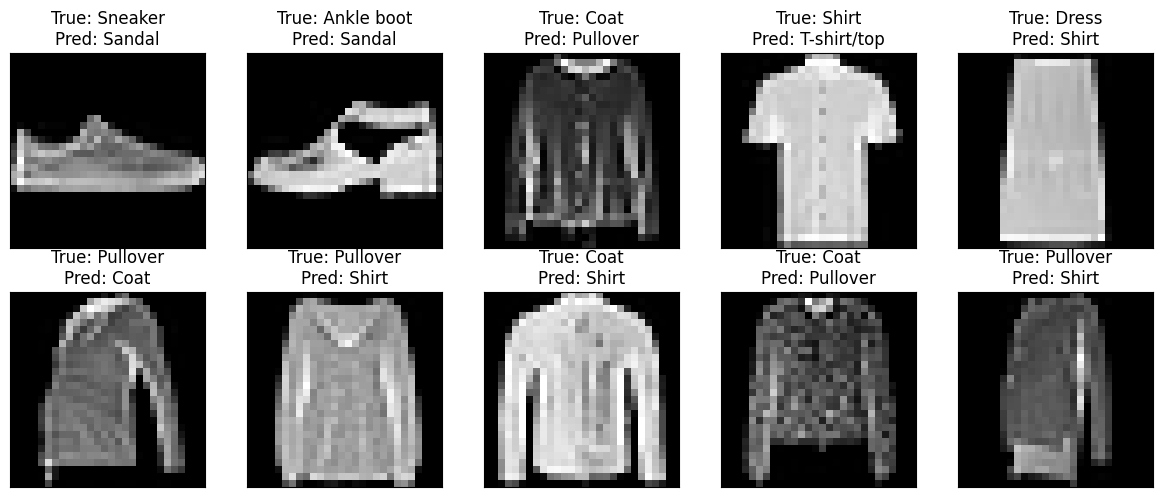 True: Sneaker
Pred: Sandal
True: Ankle boot
Pred: Sandal
True: Coat
Pred: Pullover
True: Shirt
Pred: T-shirt/top
True: Dress
Pred: Shirt
True: Pullover
Pred: Coat
True: Pullover
Pred: Shirt
True: Coat
Pred: Shirt
True: Coat
Pred: Pullover
True: Pullover
Pred: Shirt